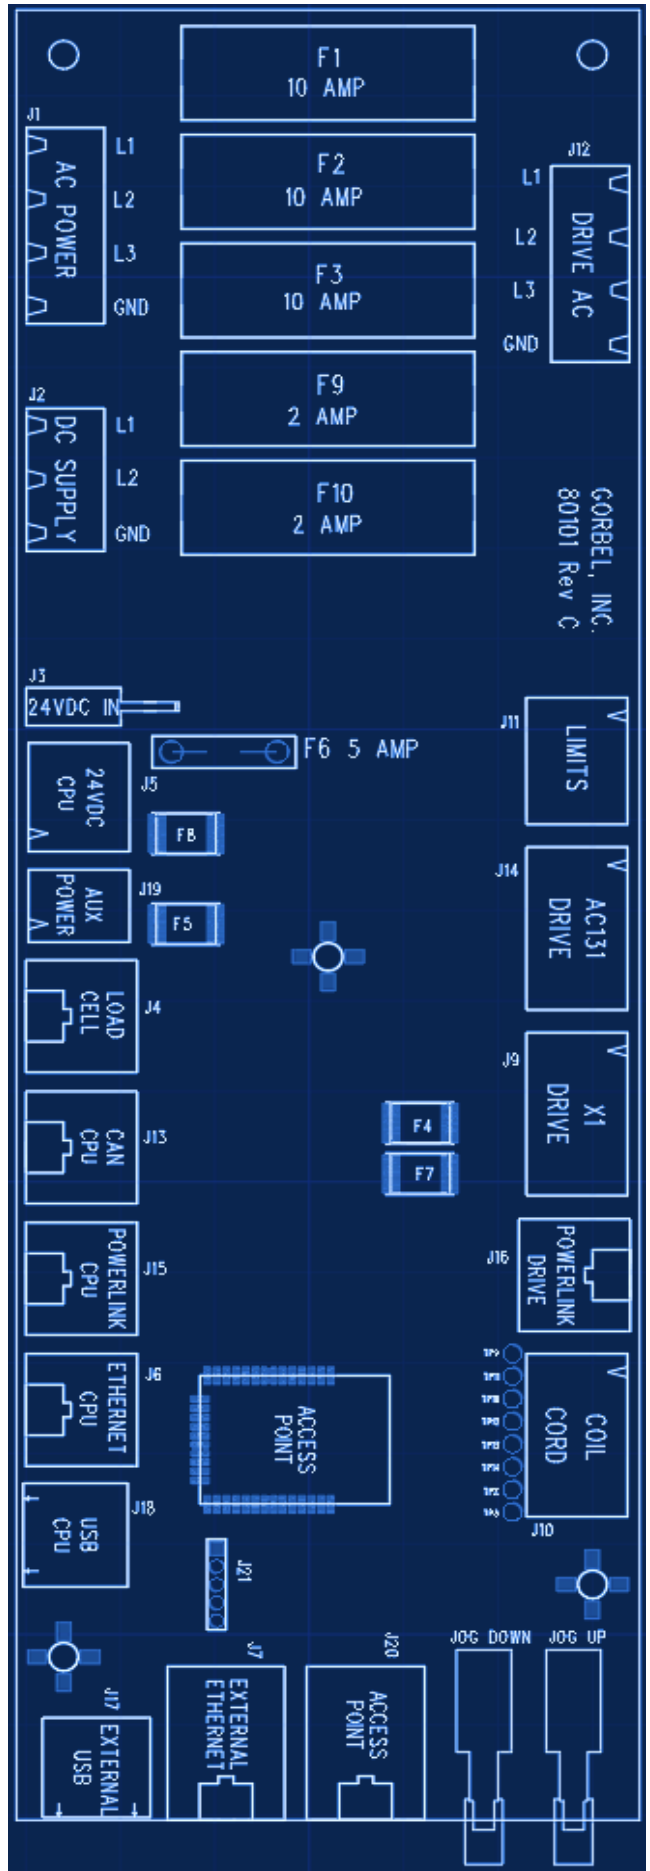 F1
10 AMP
J1
AC POWER
L1
L2
L3
GND
F2
10 AMP
J12
DRIVE AC
L1
L2
L3
GND
F3
10 AMP
F9
2 AMP
J2
DC SUPPLY
L1
L2
GND
F10
2 AMP
GORBEL, INC.
80101 Rev C
J3
24VDC IN
F6 5 AMP
J11
LIMITS
24VDC
CPU
J5
F8
AUX
POWER
J19
F5
J14
AC131
DRIVE
LOAD
CELL
J4
J9
X1
DRIVE
CAN
CPU
J13
F4
F7
POWERLINK
CPU
J15
J16
POWERLINK
DRIVE
ETHERNET
CPU
J6
ACCESS
POINT
COIL
CORD
J10
USB
CPU
J18
J21
JOG DOWN
JOG UP
J17
EXTERNAL
USB
J7
EXTERNAL
ETHERNET
J20
ACCESS
POINT